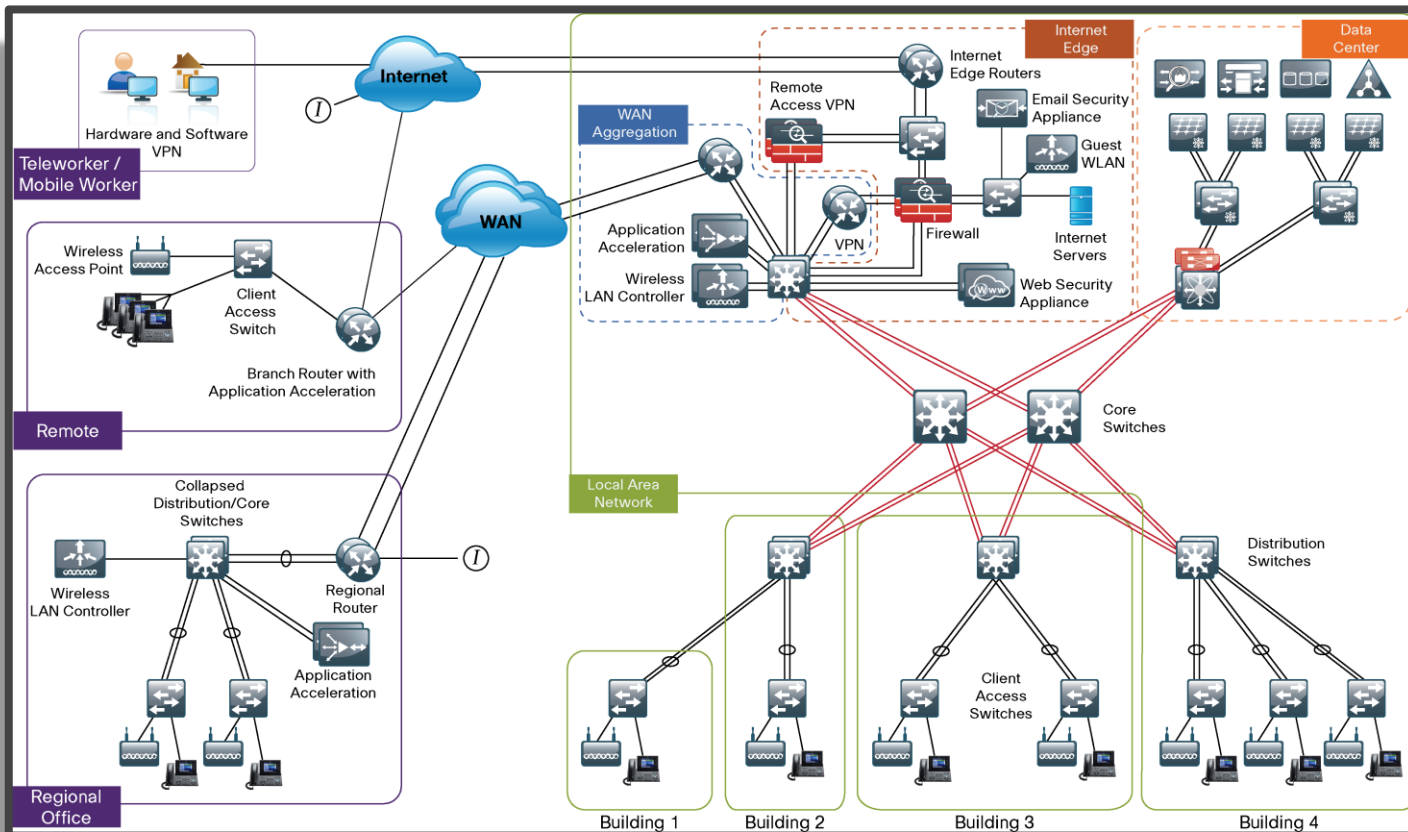 Hardware and Software
VPN
Teleworker /
Mobile Worker
Internet
I
WAN
Wireless
Access Point
Client
Access
Switch
Branch Router with
Application Acceleration
Remote
Collapsed
Distribution/Core
Switches
Wireless
LAN Controller
Regional
Router
I
Application
Acceleration
Regional
Office
WAN
Aggregation
Application
Acceleration
Wireless
LAN Controller
VPN
Internet
Edge
Internet
Edge Routers
Remote
Access VPN
Email Security
Appliance
Guest
WLAN
Firewall
Internet
Servers
Www
Web Security
Appliance
Data
Center
Core
Switches
Local Area
Network
Distribution
Switches
Client
Access
Switches
Building 1
Building 2
Building 3
Building 4